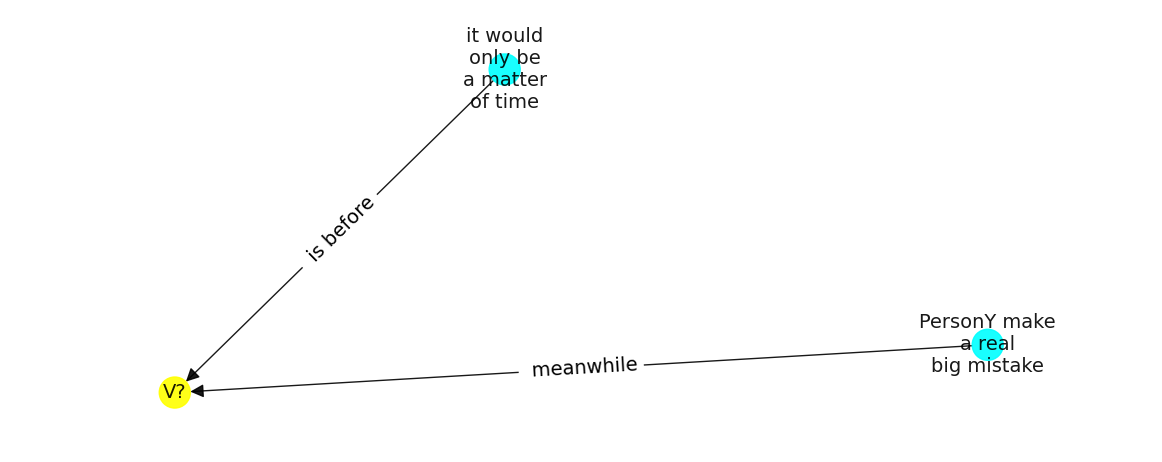 it would
only be
a matter
of time
is before
PersonY make
a real
big mistake
meanwhile
V?